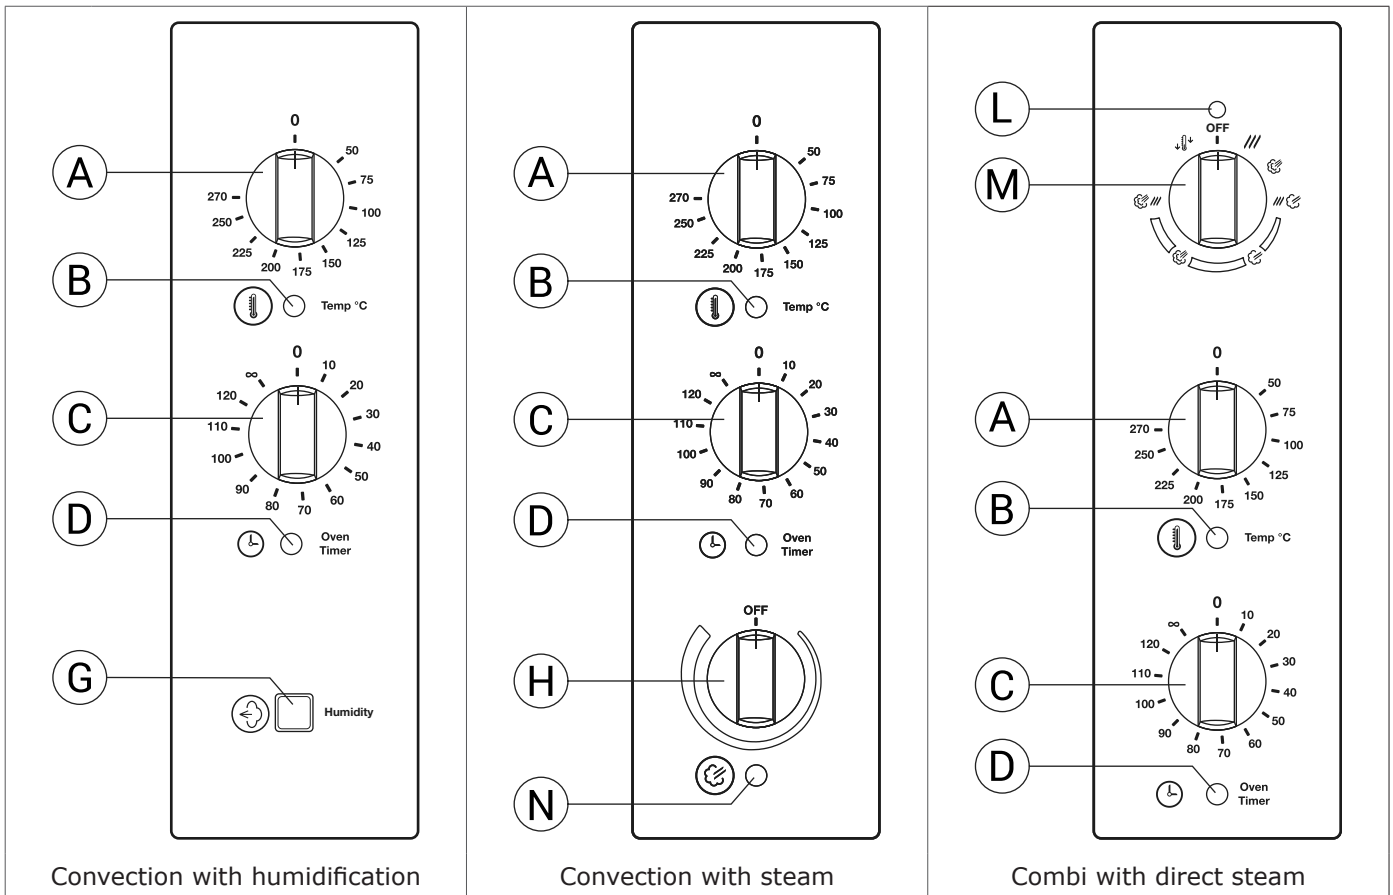 0
50
75
100
125
150
175
200
225
250
270
Temp °C
0
10
20
30
40
50
60
70
80
90
100
110
120
∞
Oven
Timer
Humidity
A
B
C
D
G
Convection with humidification
0
50
75
100
125
150
175
200
225
250
270
Temp °C
0
10
20
30
40
50
60
70
80
90
100
110
120
∞
Oven
Timer
OFF
A
B
C
D
H
N
Convection with steam
OFF
0
50
75
100
125
150
175
200
225
250
270
Temp °C
0
10
20
30
40
50
60
70
80
90
100
110
120
∞
Oven
Timer
L
M
A
B
C
D
Combi with direct steam